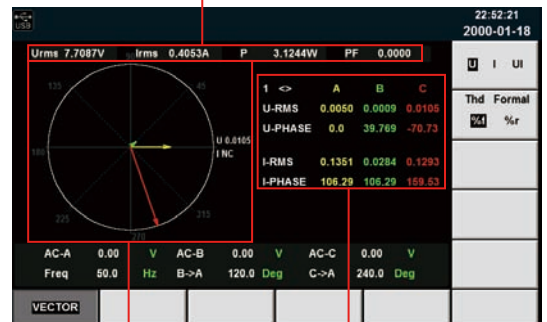 USB
22:52:21
2000-01-18
Urms 7.7087V Irms 0.4053A P 3.1244W PF 0.0000
U I UI
Thd Formal
%f %r
90
135 45
180
225 315
270
U 0.0105
I NC
1 <> A B C
U-RMS 0.0050 0.0009 0.0105
U-PHASE 0.0 39.769 -70.73
I-RMS 0.1351 0.0284 0.1293
I-PHASE 106.29 106.29 159.53
AC-A 0.00 V AC-B 0.00 V AC-C 0.00 V
Freq 50.0 Hz B->A 120.0 Deg C->A 240.0 Deg
VECTOR